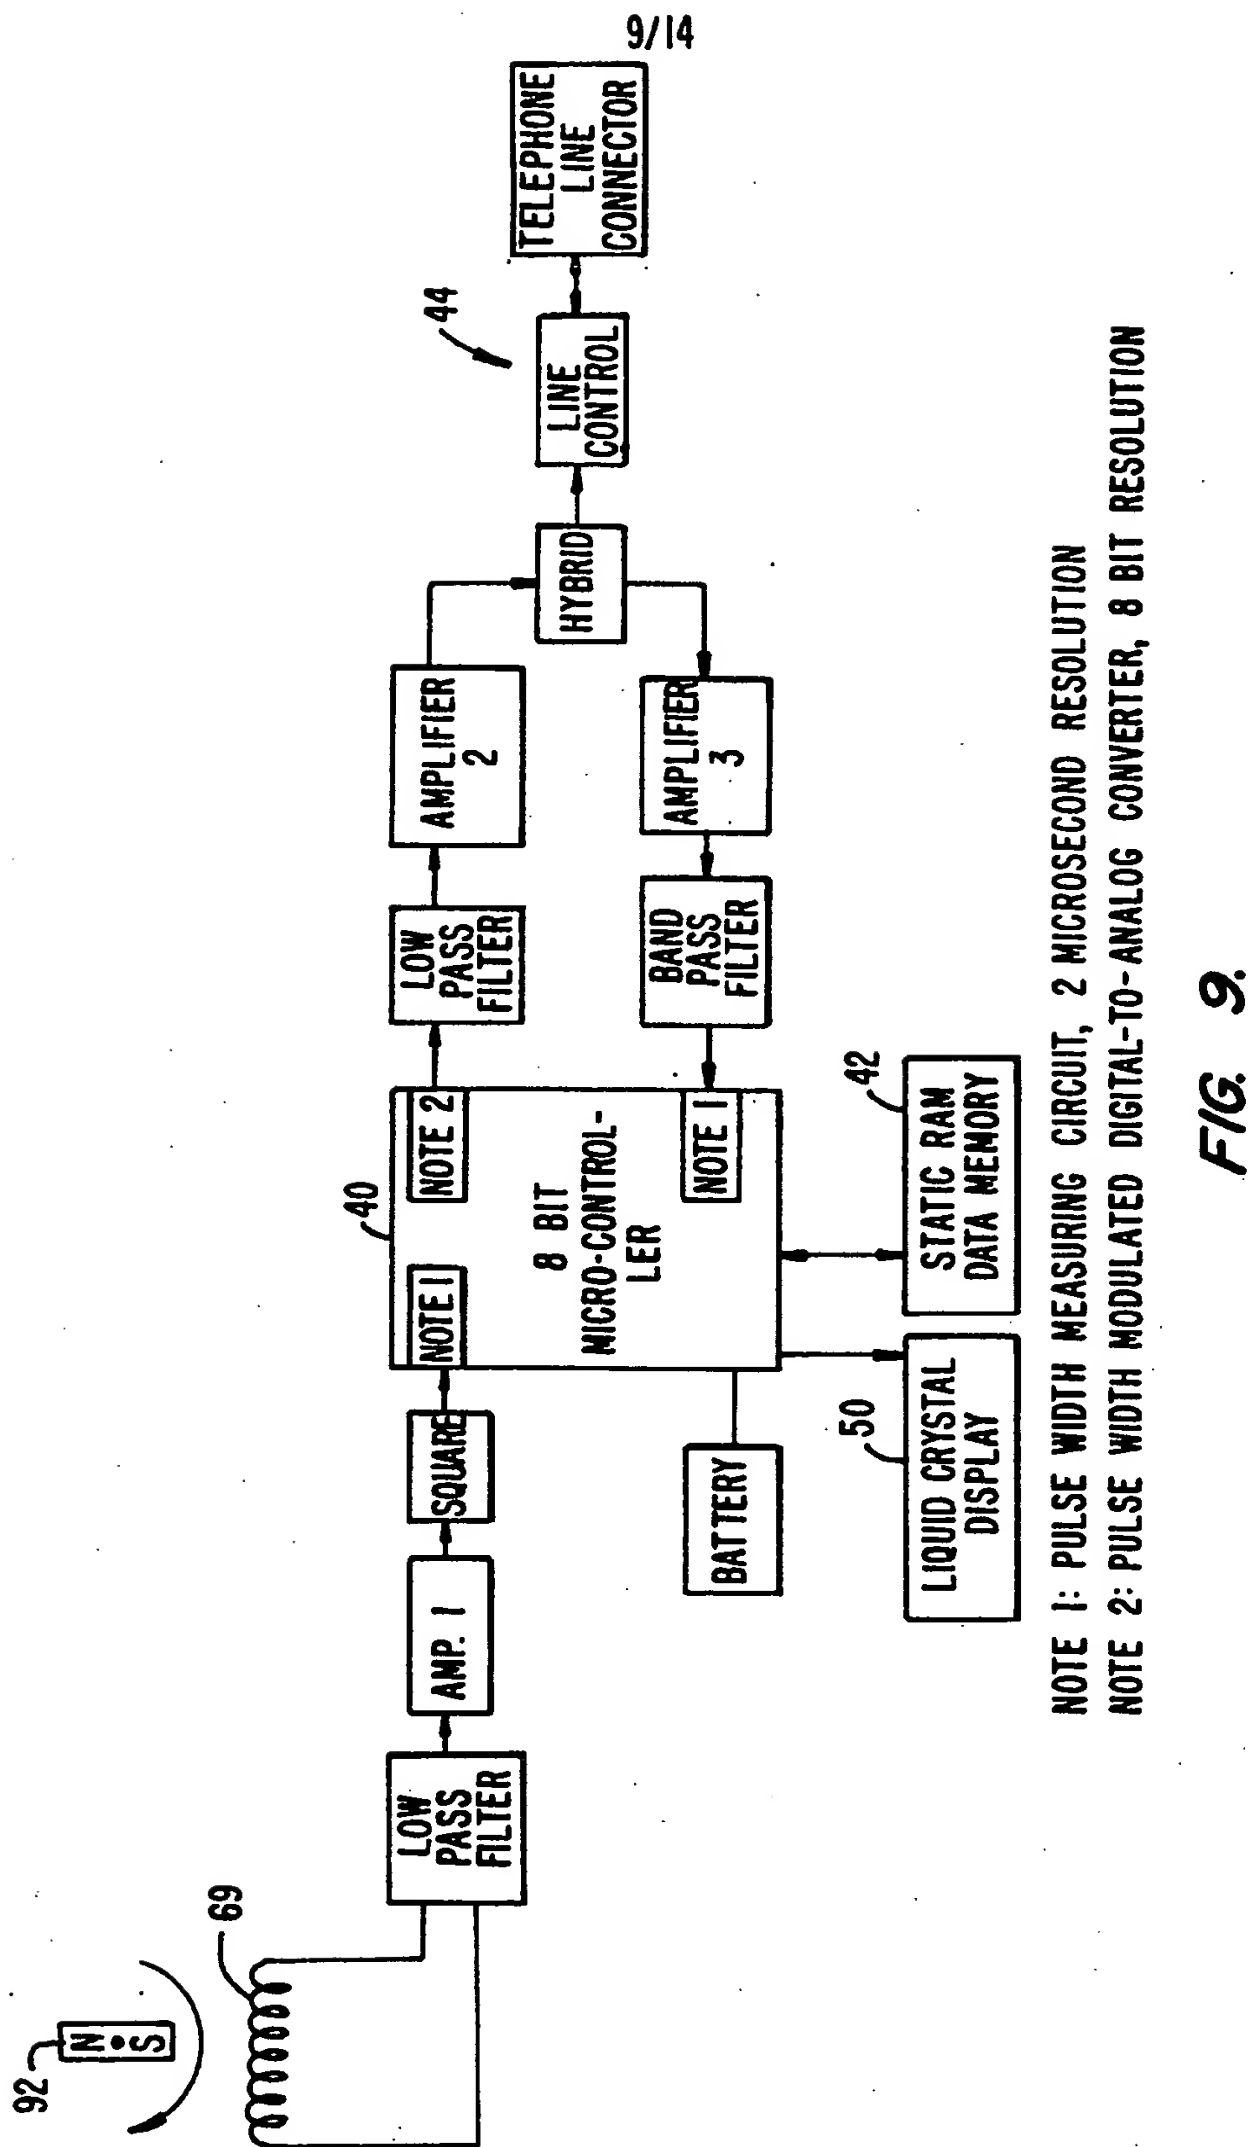 9/14
92
N
S
69
LOW
PASS
FILTER
AMP. 1
SQUARE
40
NOTE 1
NOTE 2
8 BIT
MICRO-CONTROL-
LER
NOTE 1
BATTERY
50
LIQUID CRYSTAL
DISPLAY
42
STATIC RAM
DATA MEMORY
LOW
PASS
FILTER
AMPLIFIER
2
HYBRID
AMPLIFIER
3
BAND
PASS
FILTER
44
LINE
CONTROL
TELEPHONE
LINE
CONNECTOR
NOTE 1: PULSE WIDTH MEASURING CIRCUIT, 2 MICROSECOND RESOLUTION
NOTE 2: PULSE WIDTH MODULATED DIGITAL-TO-ANALOG CONVERTER, 8 BIT RESOLUTION
FIG. 9.